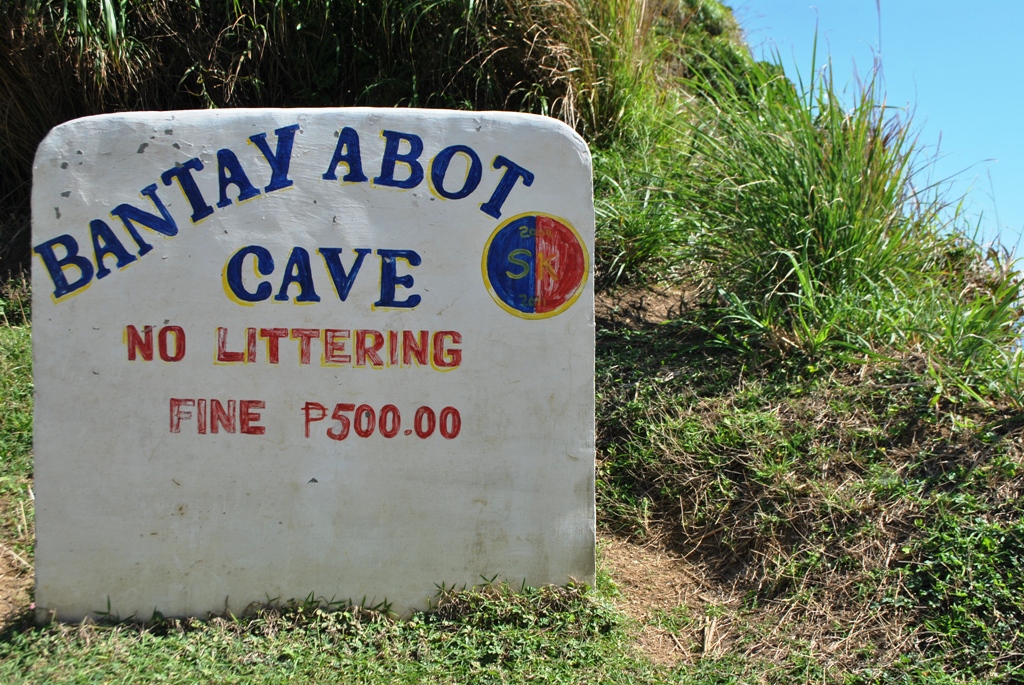 BANTAY ABOT
CAVE
SK
NO LITTERING
FINE P500.00